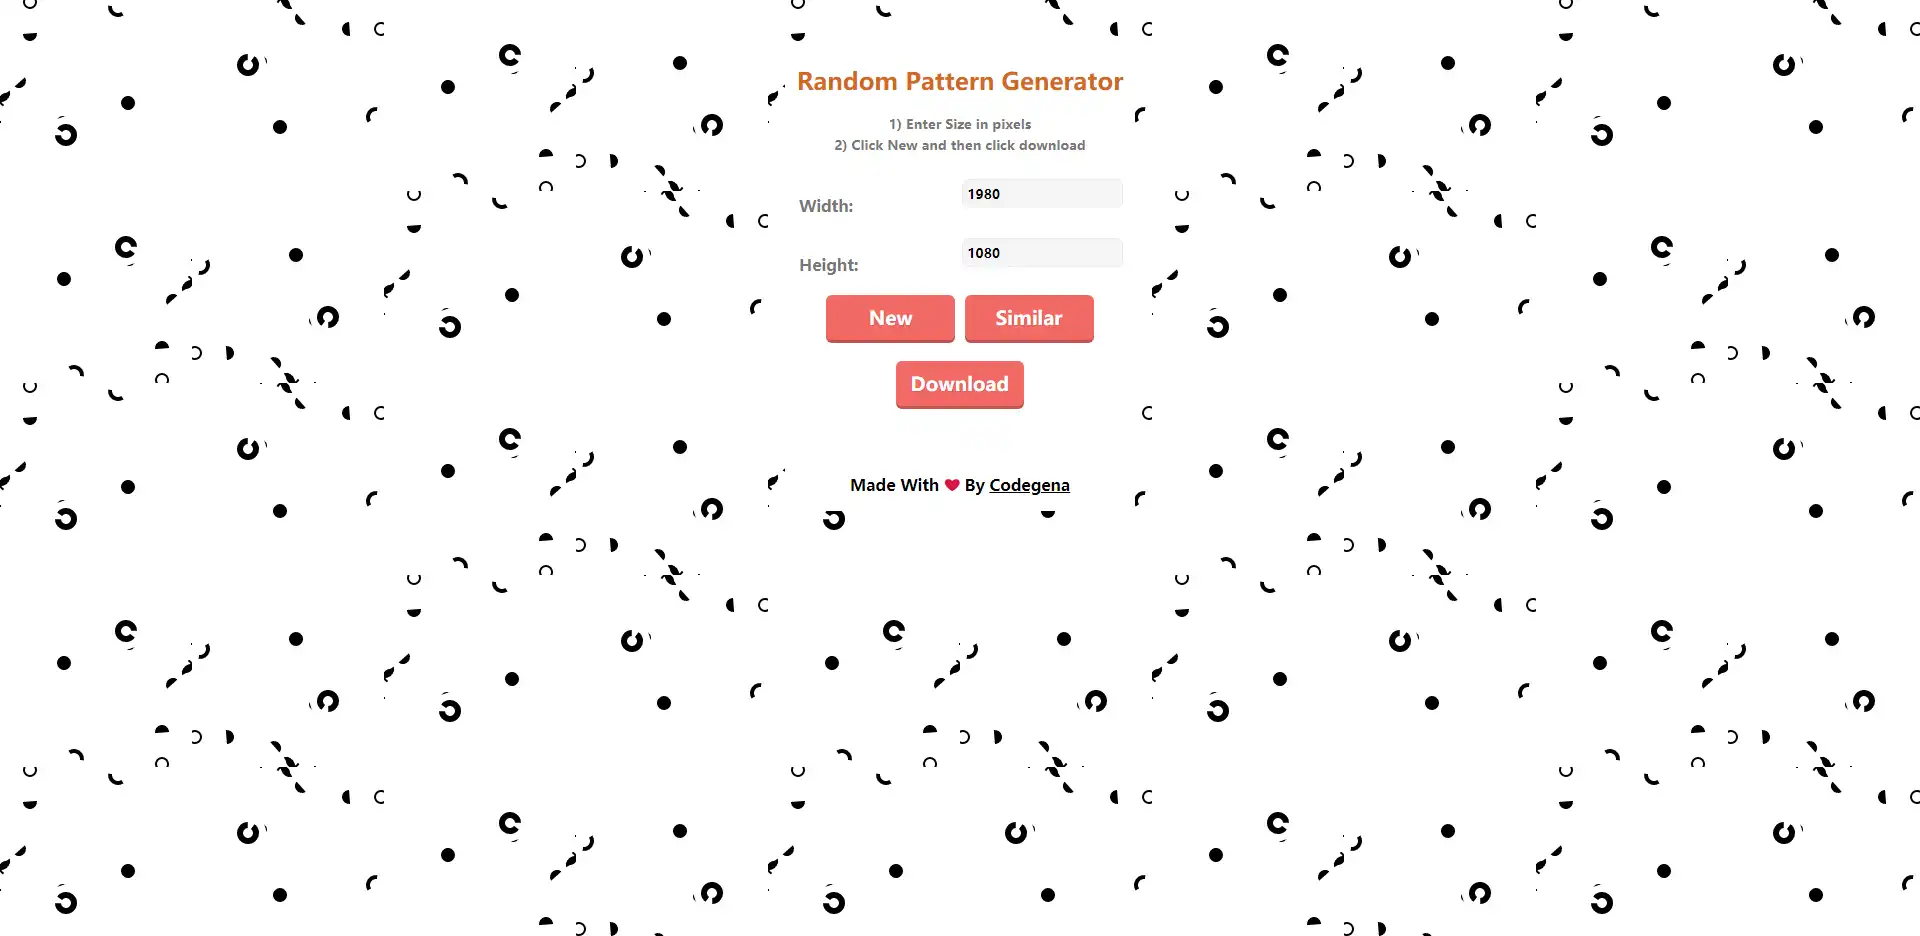 Random Pattern Generator
1) Enter Size in pixels
2) Click New and then click download
Width: 1980
Height: 1080
New Similar
Download
Made With ❤ By Codegena